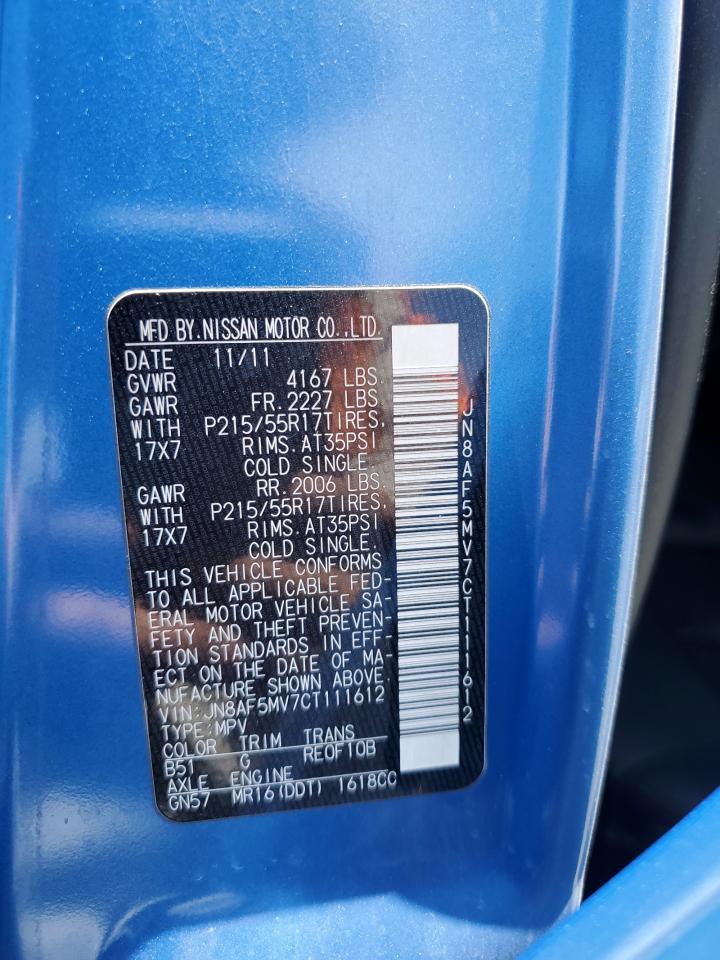 MFD BY.NISSAN MOTOR CO.,LTD.
DATE 11/11
GVWR 4167 LBS.
GAWR FR.2227 LBS
WITH P215/55R17TIRES,
17X7 RIMS.AT35PSI
COLD SINGLE.
GAWR RR.2006 LBS.
WITH P215/55R17TIRES,
17X7 RIMS.AT35PSI
COLD SINGLE.
THIS VEHICLE CONFORMS
TO ALL APPLICABLE FED-
ERAL MOTOR VEHICLE SA-
FETY AND THEFT PREVEN-
TION STANDARDS IN EFF-
ECT ON THE DATE OF MA-
NUFACTURE SHOWN ABOVE.
VIN:JN8AF5MV7CT111612
TYPE:MPV
COLOR TRIM TRANS
B51 G RE0F10B
AXLE ENGINE
GN57 MR16(DDT) 1618CC
JN8AF5MV7CT111612